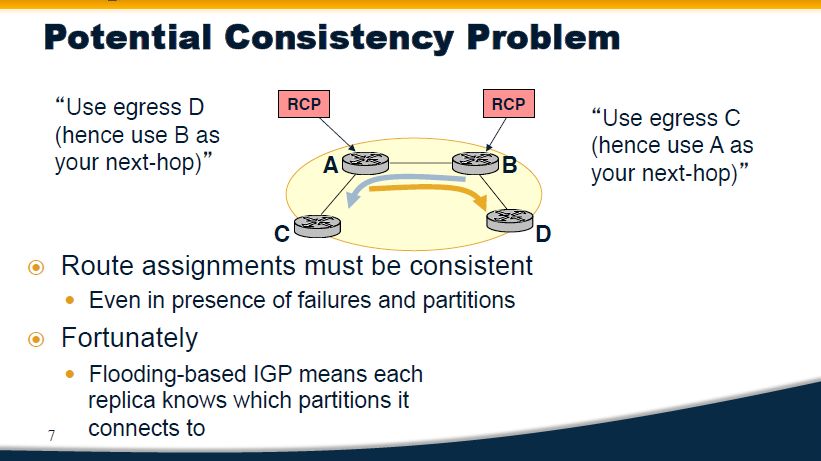 Potential Consistency Problem
“Use egress D
(hence use B as
your next-hop)”
RCP
RCP
“Use egress C
(hence use A as
your next-hop)”
A
B
C
D
Route assignments must be consistent
Even in presence of failures and partitions
Fortunately
Flooding-based IGP means each
replica knows which partitions it
connects to
7